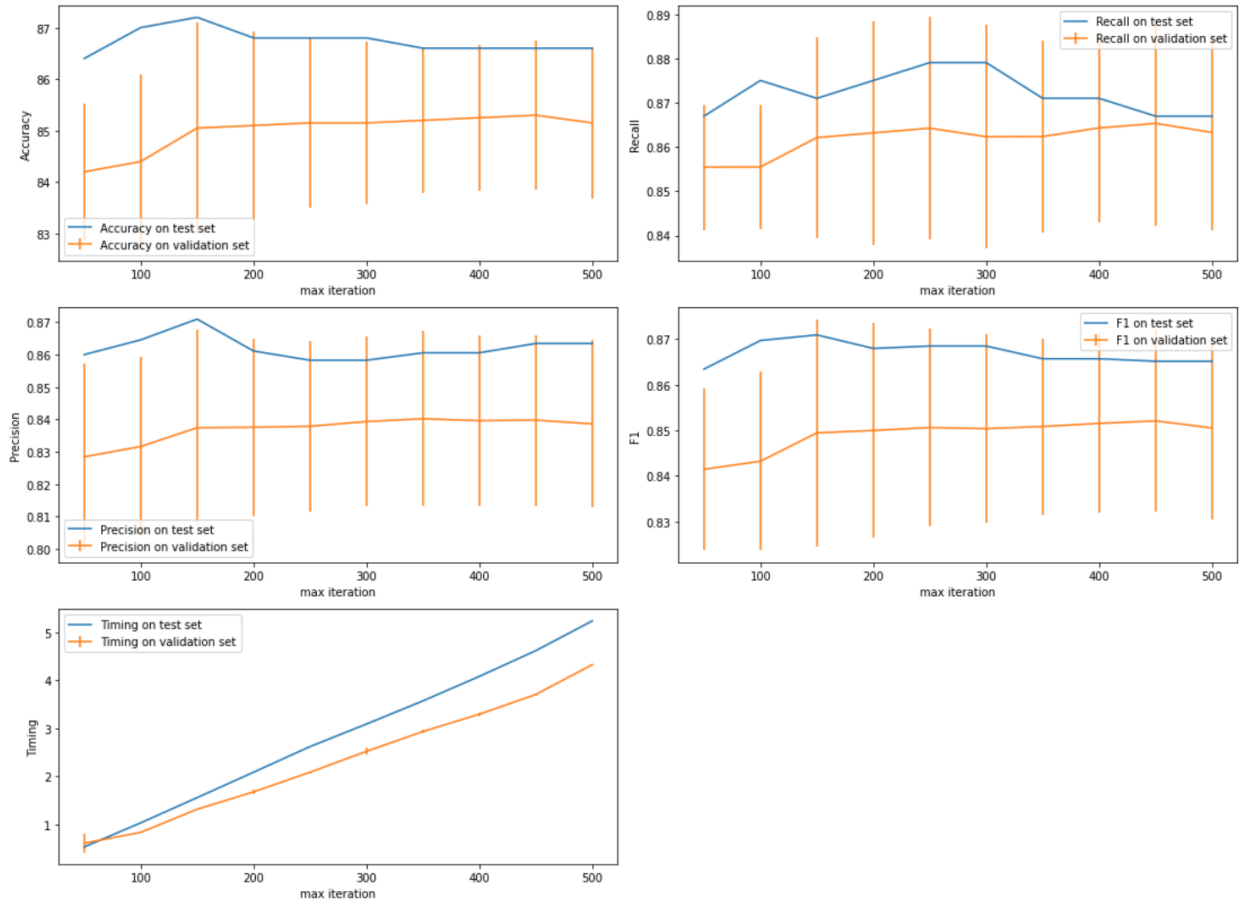 87
86
85
84
83
Accuracy
Accuracy on test set
Accuracy on validation set
100 200 300 400 500
max iteration
0.89
0.88
0.87
0.86
0.85
0.84
Recall
Recall on test set
Recall on validation set
100 200 300 400 500
max iteration
0.87
0.86
0.85
0.84
0.83
0.82
0.81
0.80
Precision
Precision on test set
Precision on validation set
100 200 300 400 500
max iteration
0.87
0.86
0.85
0.84
0.83
F1
F1 on test set
F1 on validation set
100 200 300 400 500
max iteration
5
4
3
2
1
Timing
Timing on test set
Timing on validation set
100 200 300 400 500
max iteration